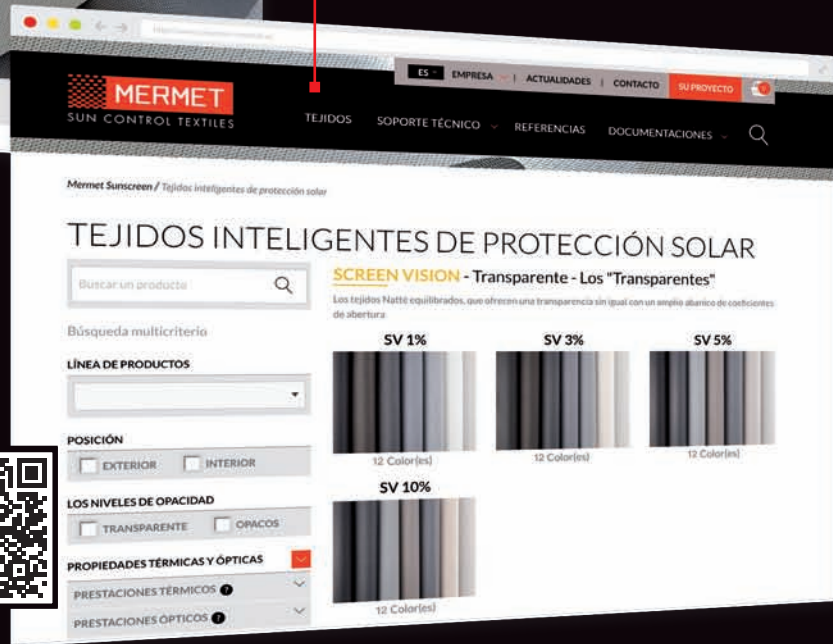 ES EMPRESA | ACTUALIDADES | CONTACTO SU PROYECTO
MERMET
SUN CONTROL TEXTILES
TEJIDOS SOPORTE TÉCNICO REFERENCIAS DOCUMENTACIONES
Mermet Sunscreen / Tejidos inteligentes de protección solar
TEJIDOS INTELIGENTES DE PROTECCIÓN SOLAR
Buscar un producto
Búsqueda multicriterio
LÍNEA DE PRODUCTOS
POSICIÓN
EXTERIOR INTERIOR
LOS NIVELES DE OPACIDAD
TRANSPARENTE OPACOS
PROPIEDADES TÉRMICAS Y ÓPTICAS
PRESTACIONES TÉRMICOS ?
PRESTACIONES ÓPTICOS ?
SCREEN VISION - Transparente - Los "Transparentes"
Los tejidos Natté equilibrados, que ofrecen una transparencia sin igual con un amplio abanico de coeficientes
de abertura
SV 1% SV 3% SV 5%
12 Color(es) 12 Color(es) 12 Color(es)
SV 10%
12 Color(es)